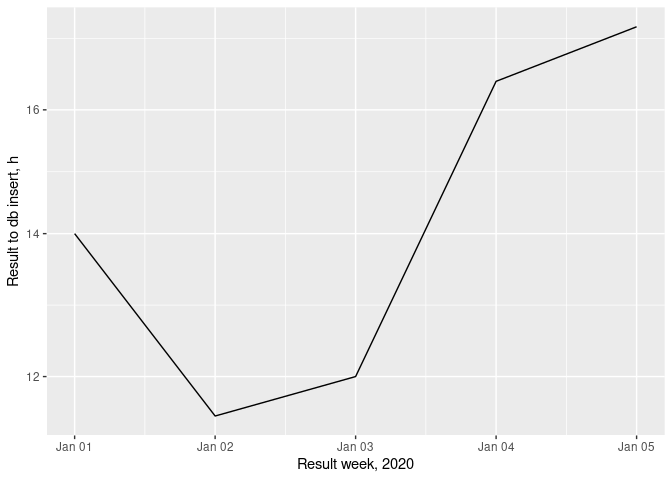 Result to db insert, h
16
14
12
Jan 01 Jan 02 Jan 03 Jan 04 Jan 05
Result week, 2020